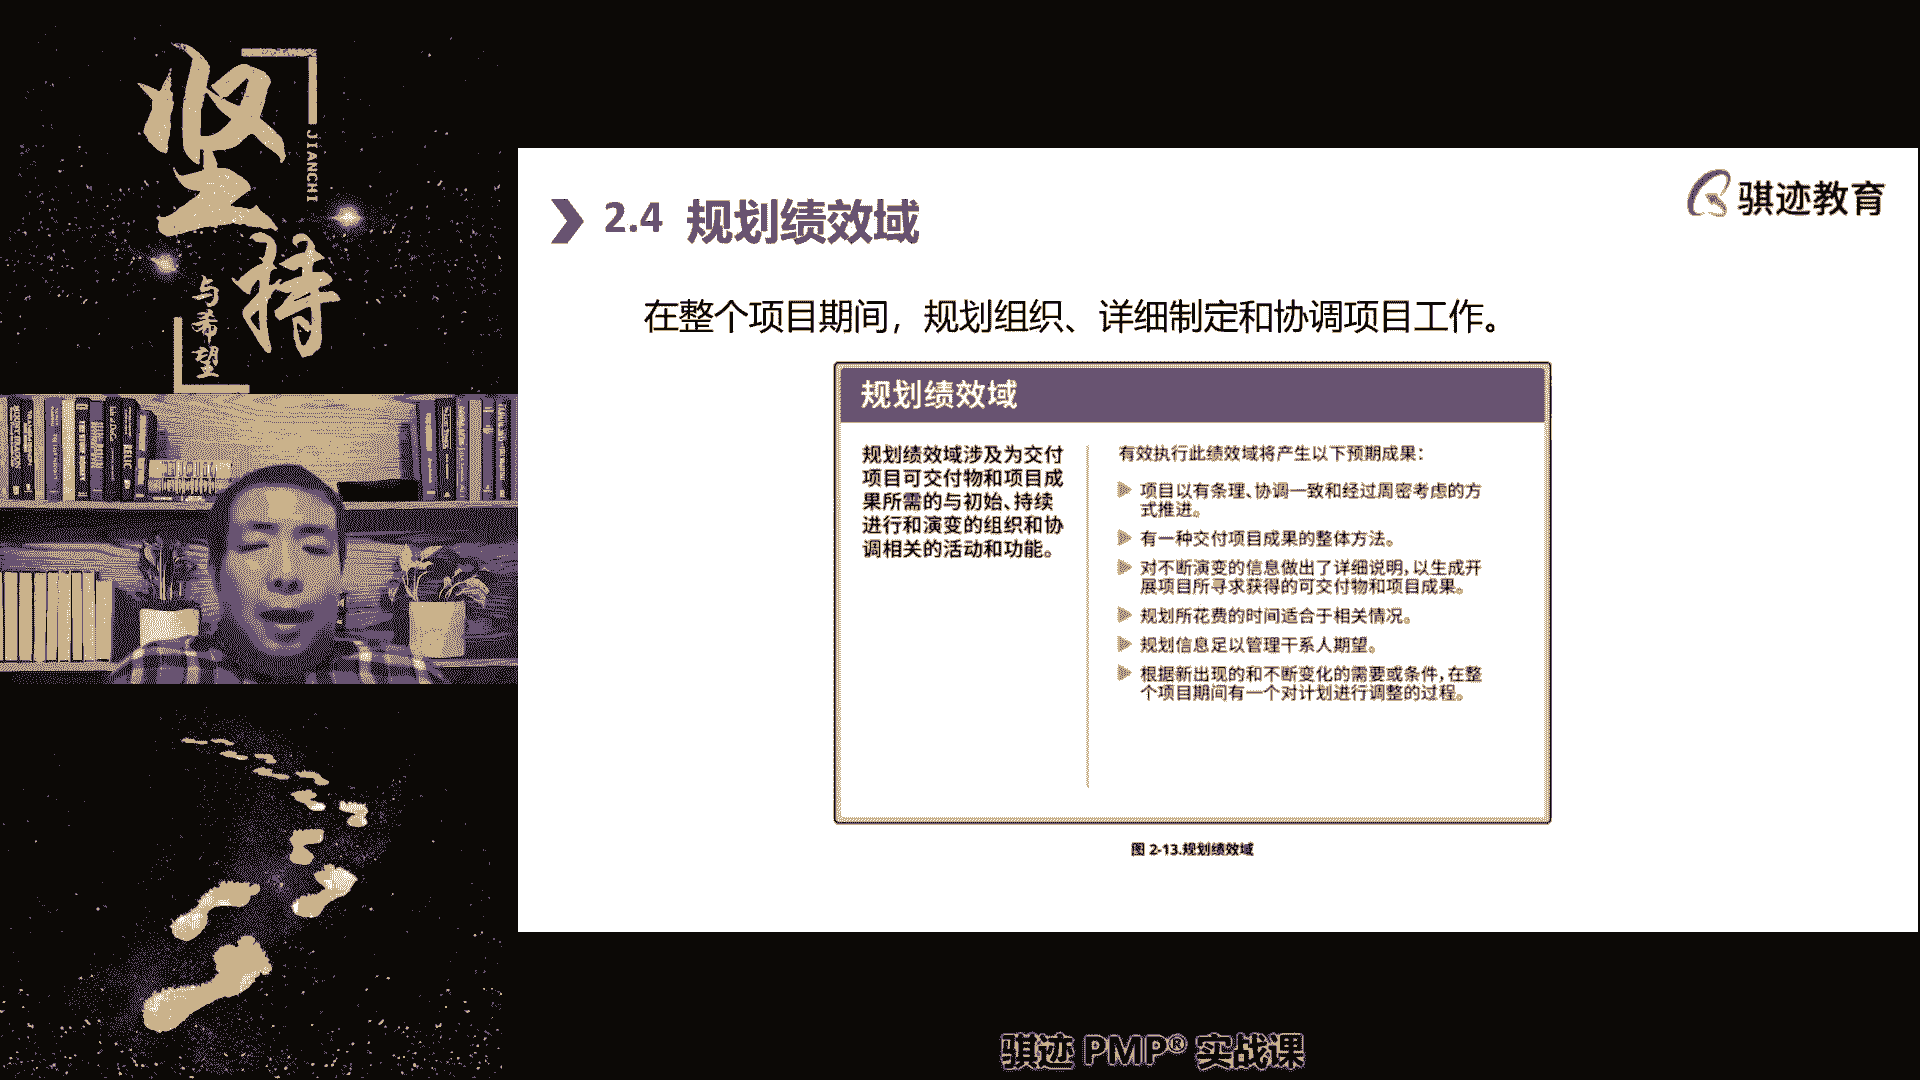 坚持
JIANCHI
与希望
骐迹教育
2.4 规划绩效域
在整个项目期间，规划组织、详细制定和协调项目工作。
规划绩效域
规划绩效域涉及为交付
项目可交付物和项目成
果所需的与初始、持续
进行和演变的组织和协
调相关的活动和功能。
有效执行此绩效域将产生以下预期成果：
项目以有条理、协调一致和经过周密考虑的方
式推进。
有一种交付项目成果的整体方法。
对不断演变的信息做出了详细说明，以生成开
展项目所寻求获得的可交付物和项目成果。
规划所花费的时间适合于相关情况。
规划信息足以管理干系人期望。
根据新出现的和不断变化的需要或条件，在整
个项目期间有一个对计划进行调整的过程。
图 2-13.规划绩效域
骐迹 PMP® 实战课